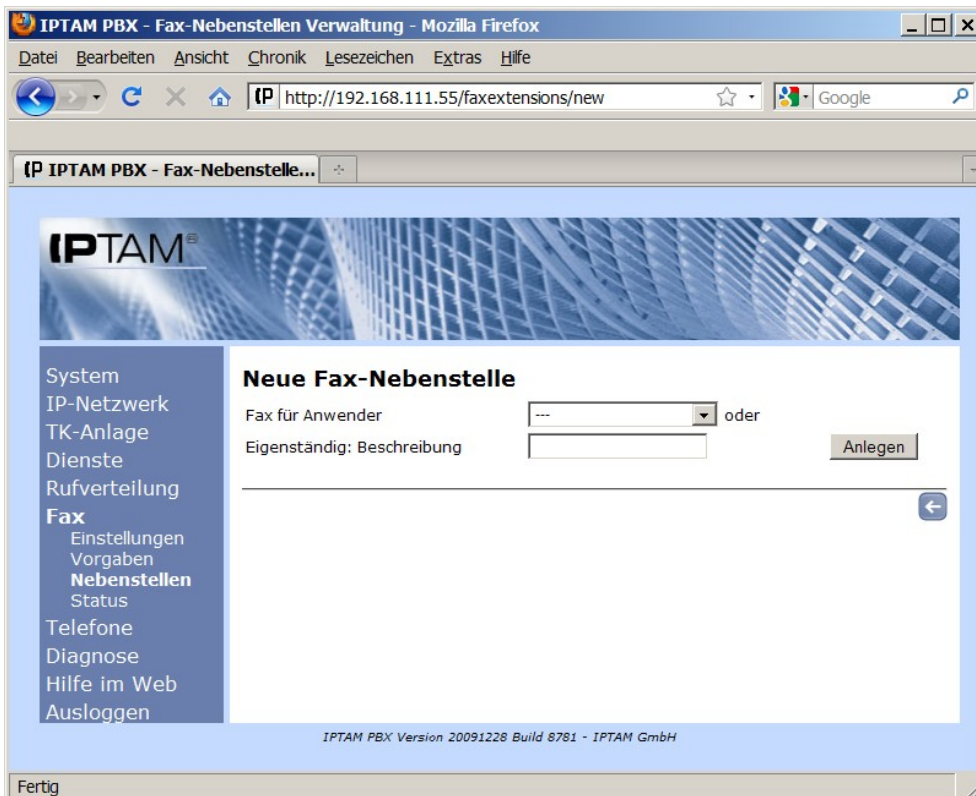 IPTAM PBX - Fax-Nebenstellen Verwaltung - Mozilla Firefox
Datei Bearbeiten Ansicht Chronik Lesezeichen Extras Hilfe
http://192.168.111.55/faxextensions/new Google
IPTAM PBX - Fax-Nebenstelle...
IPTAM®
System
IP-Netzwerk
TK-Anlage
Dienste
Rufverteilung
Fax
Einstellungen
Vorgaben
Nebenstellen
Status
Telefone
Diagnose
Hilfe im Web
Ausloggen
Neue Fax-Nebenstelle
Fax für Anwender --- oder
Eigenständig: Beschreibung Anlegen
IPTAM PBX Version 20091228 Build 8781 - IPTAM GmbH
Fertig